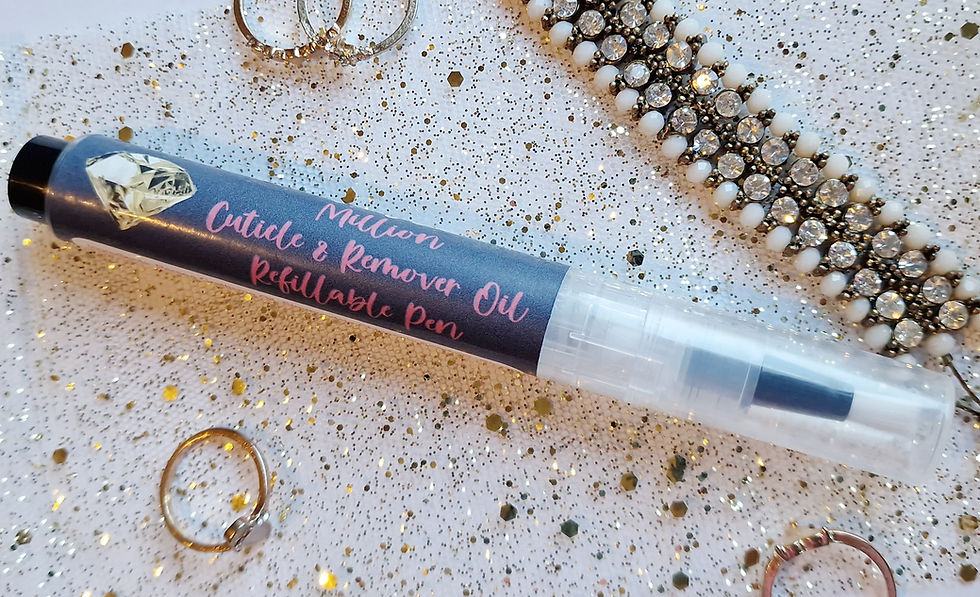 Million
Cuticle & Remover Oil
Refillable Pen